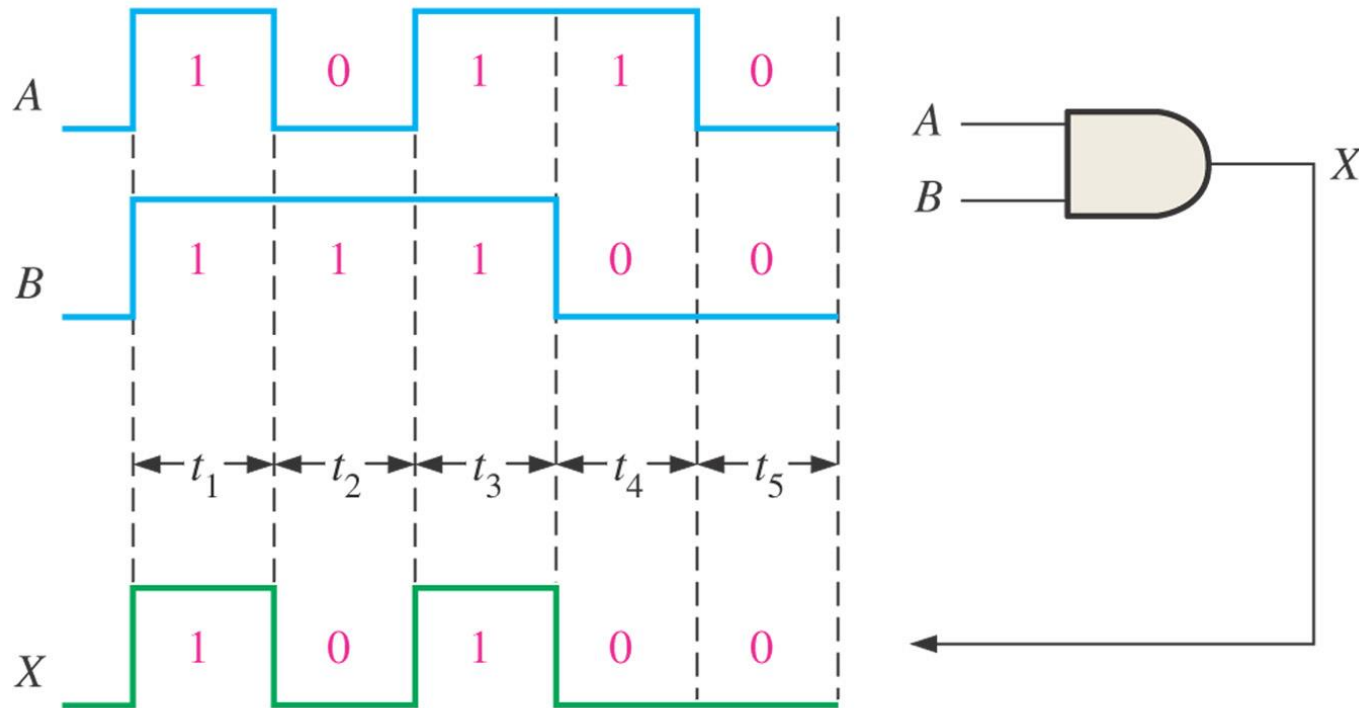 A 1 0 1 1 0
B 1 1 1 0 0
t₁ t₂ t₃ t₄ t₅
X 1 0 1 0 0
A
B
X